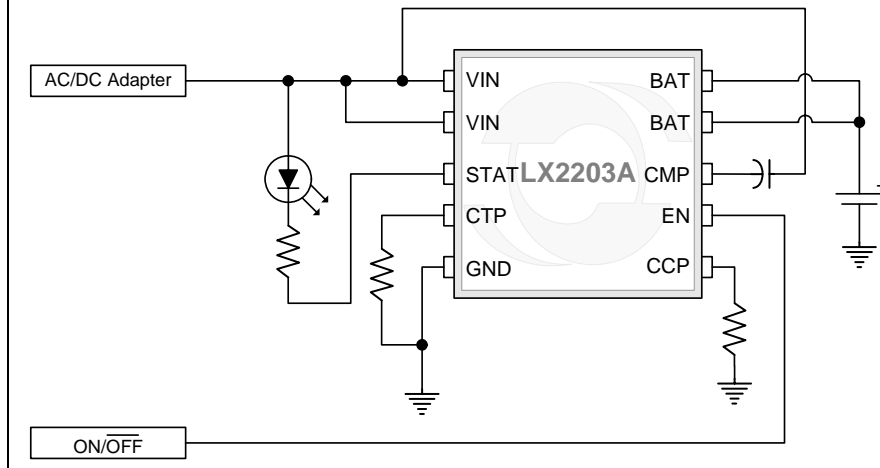 AC/DC Adapter
VIN
BAT
VIN
BAT
STAT
LX2203A
CMP
CTP
EN
GND
CCP
ON/OFF